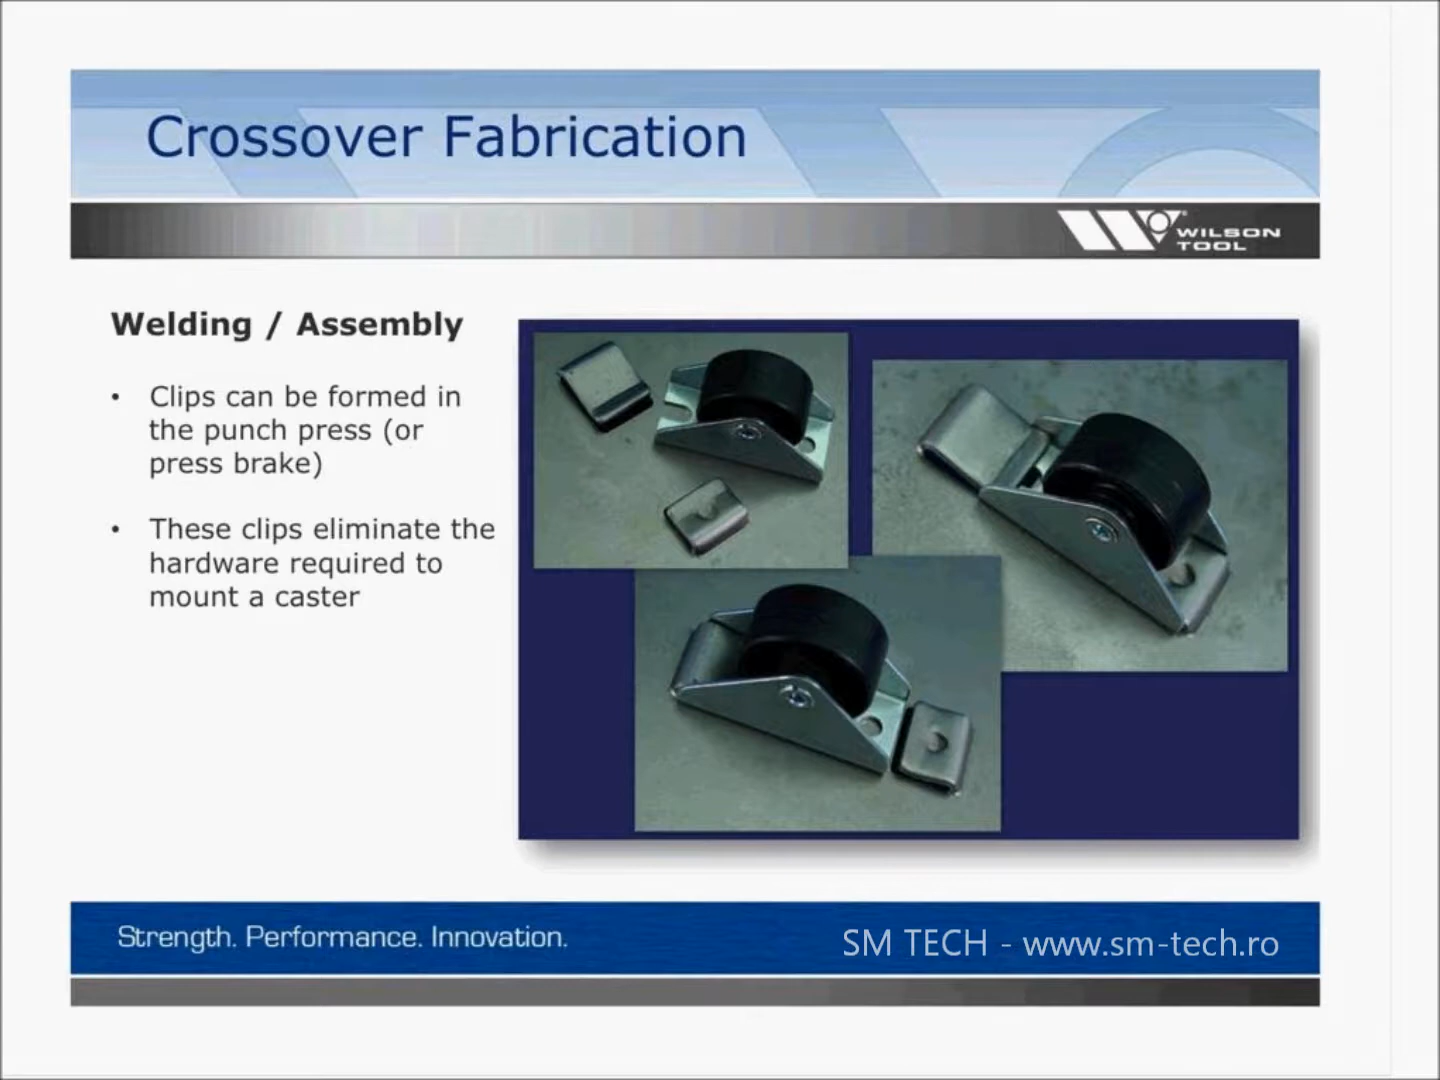 Crossover Fabrication
WILSON
TOOL
Welding / Assembly
• Clips can be formed in
the punch press (or
press brake)
• These clips eliminate the
hardware required to
mount a caster
Strength. Performance. Innovation.
SM TECH - www.sm-tech.ro